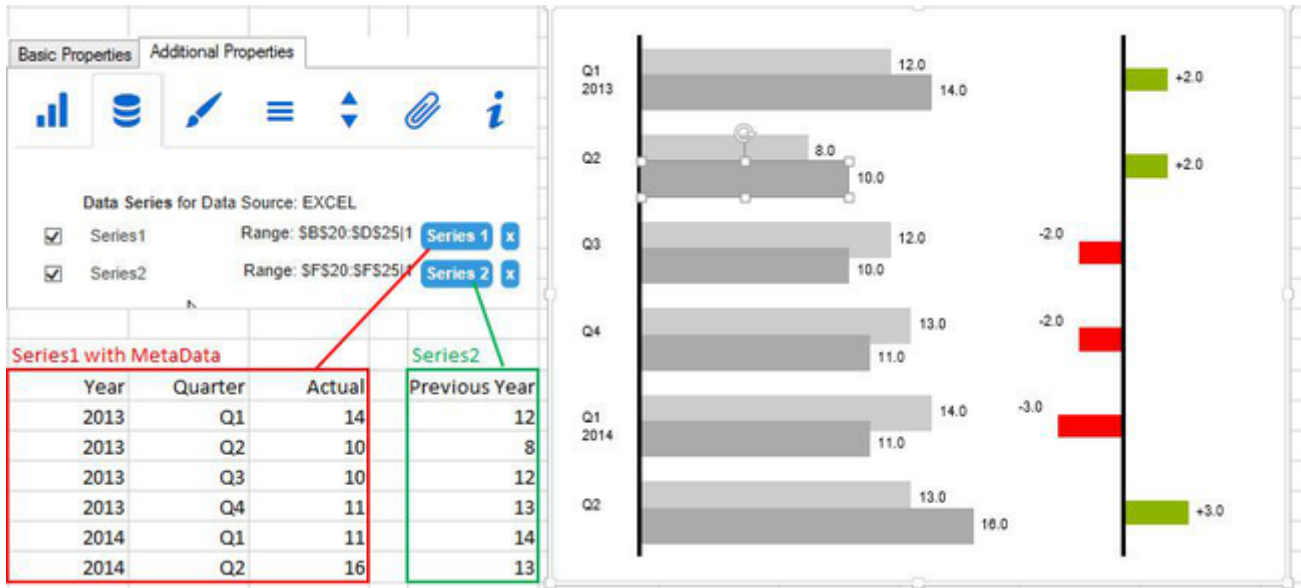 Basic Properties Additional Properties
Data Series for Data Source: EXCEL
Series1 Range: $B$20:$D$25|1 Series 1 x
Series2 Range: $F$20:$F$25|1 Series 2 x
Series1 with MetaData Series2
Year Quarter Actual Previous Year
2013 Q1 14 12
2013 Q2 10 8
2013 Q3 10 12
2013 Q4 11 13
2014 Q1 11 14
2014 Q2 16 13
Q1
2013
12.0
14.0
+2.0
Q2
8.0
10.0
+2.0
Q3
12.0
10.0
-2.0
Q4
13.0
11.0
-2.0
Q1
2014
14.0
11.0
-3.0
Q2
13.0
16.0
+3.0